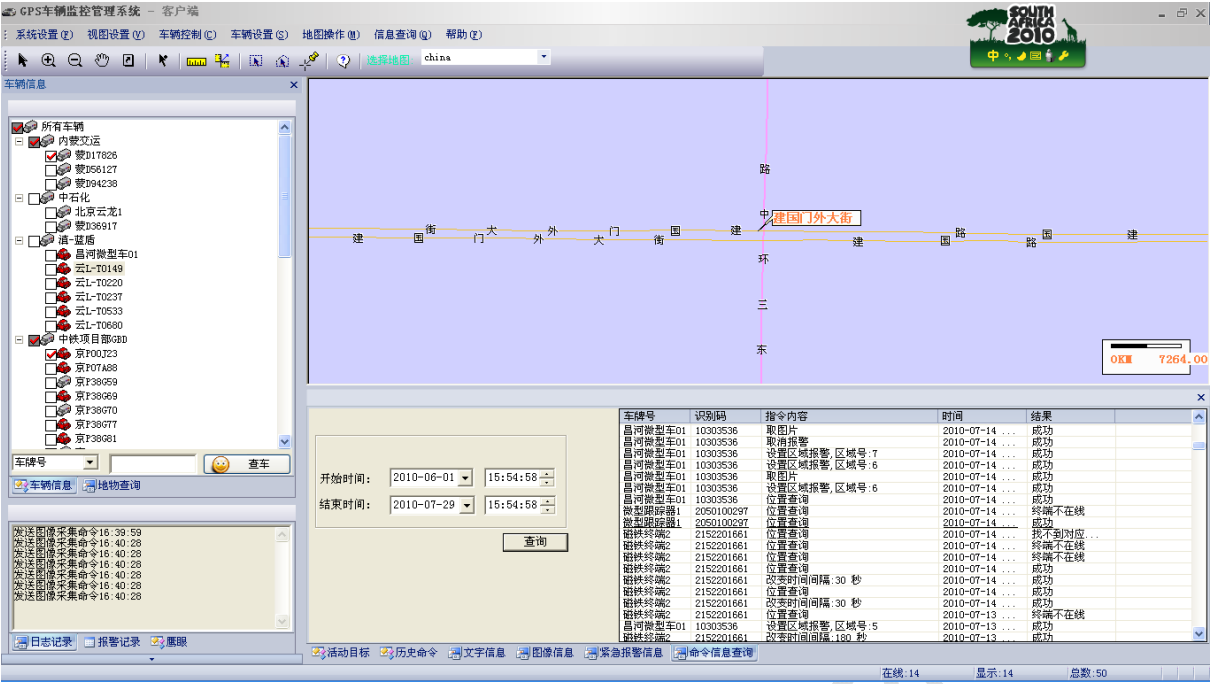 GPS车辆监控管理系统 - 客户端
SOUTH AFRICA 2010
系统设置(P) 视图设置(V) 车辆控制(C) 车辆设置(S) 地图操作(M) 信息查询(Q) 帮助(F)
中
选择地图: china
车辆信息
所有车辆
内蒙交运
蒙D17826
蒙D56127
蒙D94238
中石化
北京云龙1
蒙D36917
滇-蓝盾
昌河微型车01
云L-T0149
云L-T0220
云L-T0237
云L-T0533
云L-T0680
中铁项目部GBD
京P00J23
京P07A88
京P38G59
京P38G69
京P38G70
京P38G77
京P38G81
车牌号 查车
车辆信息 地物查询
发送图像采集命令16:39:59
发送图像采集命令16:40:28
发送图像采集命令16:40:28
发送图像采集命令16:40:28
发送图像采集命令16:40:28
发送图像采集命令16:40:28
发送图像采集命令16:40:28
日志记录 报警记录 鹰眼
路
中 建国门外大街
街 大 外 门 国 建 路 国 建
建 国 门 外 大 街 建 国 路
环
三
东
0KM 7264.00
开始时间: 2010-06-01 15:54:58
结束时间: 2010-07-29 15:54:58
查询
车牌号 识别码 指令内容 时间 结果
昌河微型车01 10303536 取图片 2010-07-14 ... 成功
昌河微型车01 10303536 取消报警 2010-07-14 ... 成功
昌河微型车01 10303536 设置区域报警,区域号:7 2010-07-14 ... 成功
昌河微型车01 10303536 设置区域报警,区域号:6 2010-07-14 ... 成功
昌河微型车01 10303536 取图片 2010-07-14 ... 成功
昌河微型车01 10303536 设置区域报警,区域号:6 2010-07-14 ... 成功
昌河微型车01 10303536 位置查询 2010-07-14 ... 成功
微型跟踪器1 2050100297 位置查询 2010-07-14 ... 终端不在线
微型跟踪器1 2050100297 位置查询 2010-07-14 ... 成功
磁铁终端2 2152201661 位置查询 2010-07-14 ... 找不到对应...
磁铁终端2 2152201661 位置查询 2010-07-14 ... 终端不在线
磁铁终端2 2152201661 位置查询 2010-07-14 ... 终端不在线
磁铁终端2 2152201661 位置查询 2010-07-14 ... 成功
磁铁终端2 2152201661 改变时间间隔:30 秒 2010-07-14 ... 成功
磁铁终端2 2152201661 位置查询 2010-07-14 ... 成功
磁铁终端2 2152201661 改变时间间隔:30 秒 2010-07-14 ... 成功
磁铁终端2 2152201661 位置查询 2010-07-13 ... 终端不在线
昌河微型车01 10303536 设置区域报警,区域号:5 2010-07-13 ... 成功
磁铁终端2 2152201661 改变时间间隔:180 秒 2010-07-13 ... 成功
活动目标 历史命令 文字信息 图像信息 紧急报警信息 命令信息查询
在线:14 显示:14 总数:50